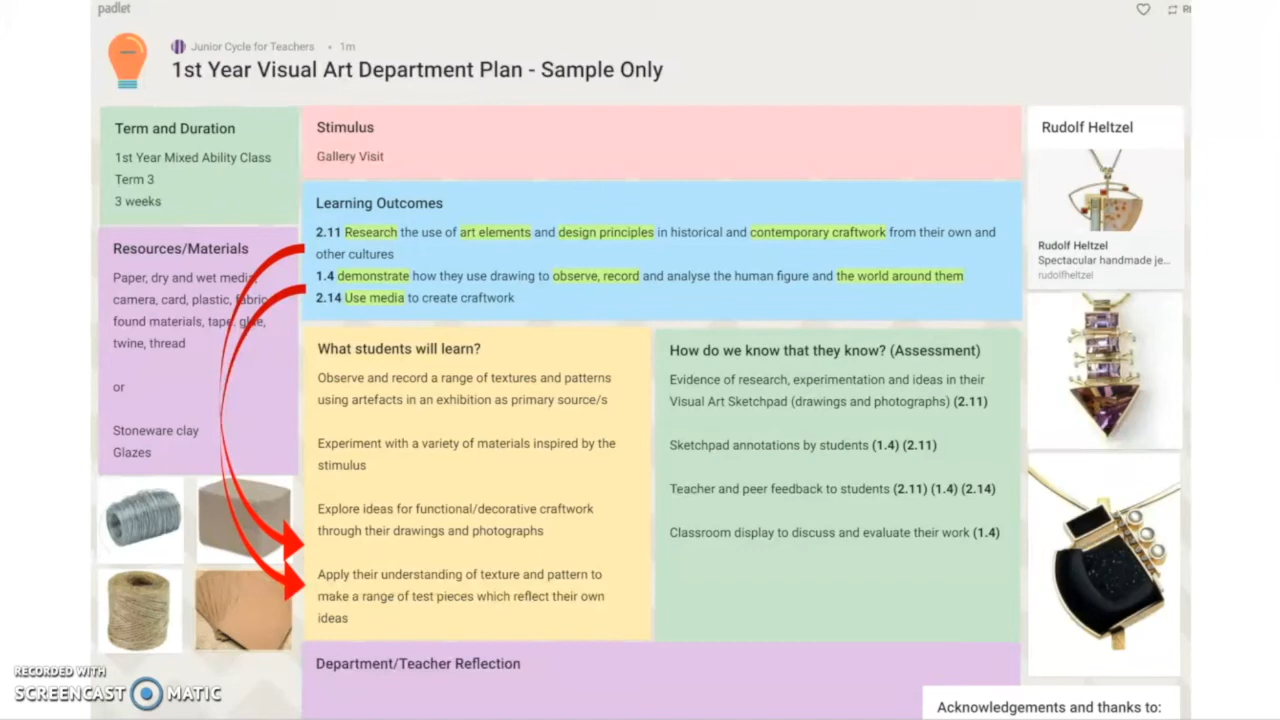 padlet
Junior Cycle for Teachers • 1m
1st Year Visual Art Department Plan - Sample Only
Term and Duration
1st Year Mixed Ability Class
Term 3
3 weeks
Resources/Materials
Paper, dry and wet media,
camera, card, plastic, fabric,
found materials, tape, glue,
twine, thread
or
Stoneware clay
Glazes
Stimulus
Gallery Visit
Learning Outcomes
2.11 Research the use of art elements and design principles in historical and contemporary craftwork from their own and
other cultures
1.4 demonstrate how they use drawing to observe, record and analyse the human figure and the world around them
2.14 Use media to create craftwork
What students will learn?
Observe and record a range of textures and patterns
using artefacts in an exhibition as primary source/s
Experiment with a variety of materials inspired by the
stimulus
Explore ideas for functional/decorative craftwork
through their drawings and photographs
Apply their understanding of texture and pattern to
make a range of test pieces which reflect their own
ideas
How do we know that they know? (Assessment)
Evidence of research, experimentation and ideas in their
Visual Art Sketchpad (drawings and photographs) (2.11)
Sketchpad annotations by students (1.4) (2.11)
Teacher and peer feedback to students (2.11) (1.4) (2.14)
Classroom display to discuss and evaluate their work (1.4)
Department/Teacher Reflection
Rudolf Heltzel
Rudolf Heltzel
Spectacular handmade je...
rudolfheltzel
Acknowledgements and thanks to:
RECORDED WITH
SCREENCAST MATIC